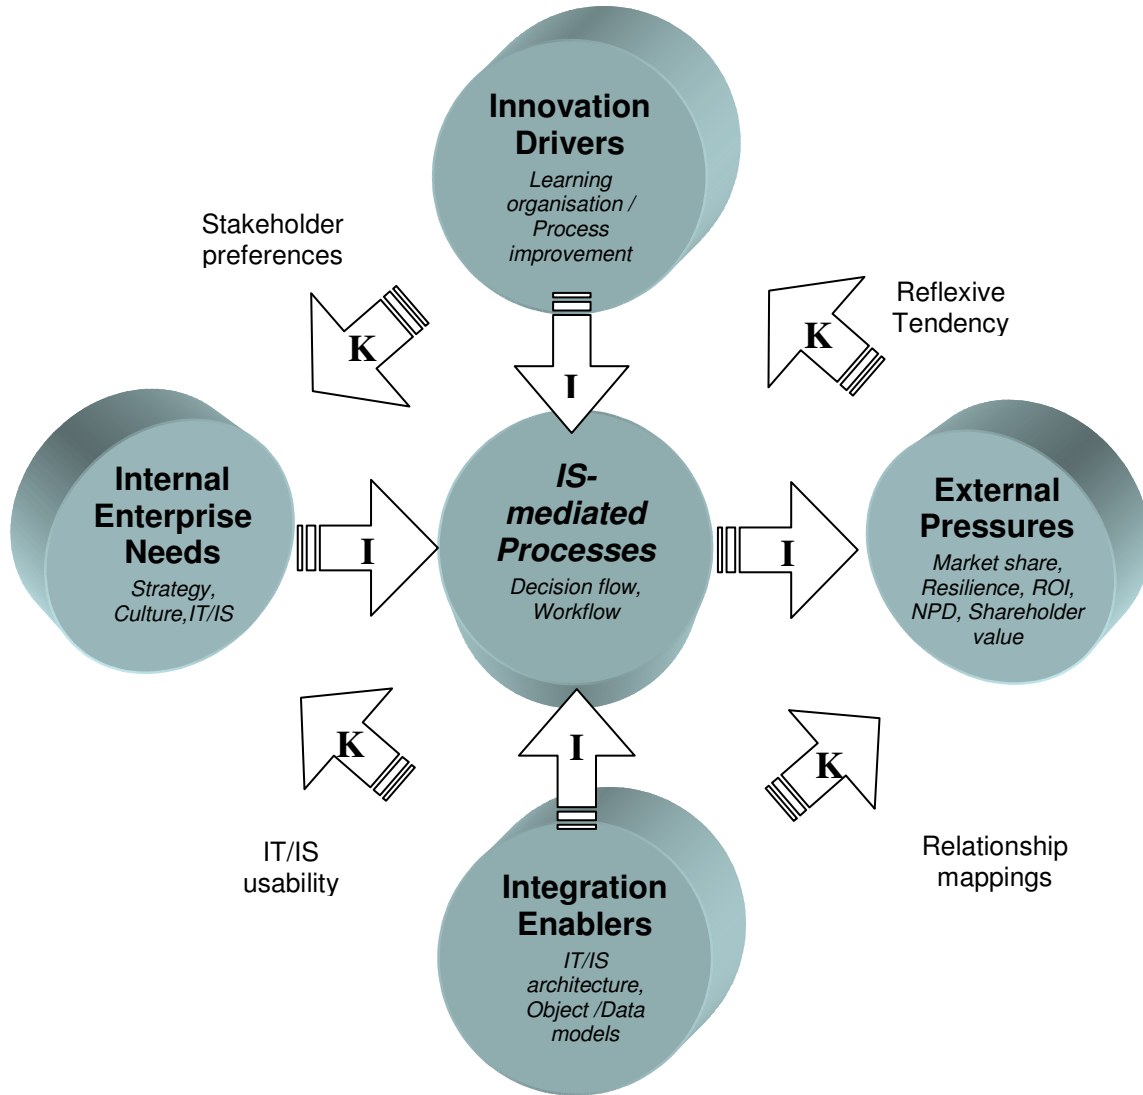 Innovation
Drivers
Learning
organisation /
Process
improvement
Stakeholder
preferences
Reflexive
Tendency
K
K
I
Internal
Enterprise
Needs
Strategy,
Culture,IT/IS
I
IS-
mediated
Processes
Decision flow,
Workflow
I
External
Pressures
Market share,
Resilience, ROI,
NPD, Shareholder
value
K
I
K
IT/IS
usability
Relationship
mappings
Integration
Enablers
IT/IS
architecture,
Object /Data
models